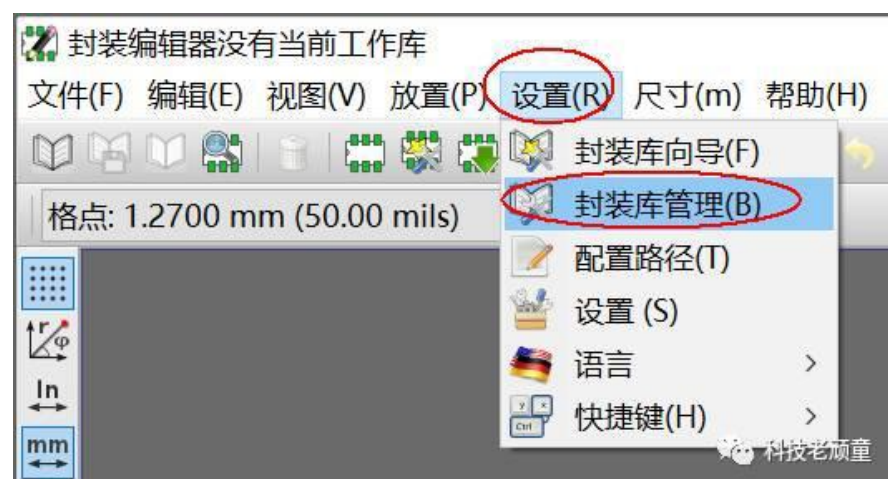 封装编辑器没有当前工作库
文件(F) 编辑(E) 视图(V) 放置(P) 设置(R) 尺寸(m) 帮助(H)
封装库向导(F)
格点: 1.2700 mm (50.00 mils)
封装库管理(B)
配置路径(T)
r
φ
设置 (S)
语言
In
y x
Ctrl
快捷键(H)
mm
科技老顽童